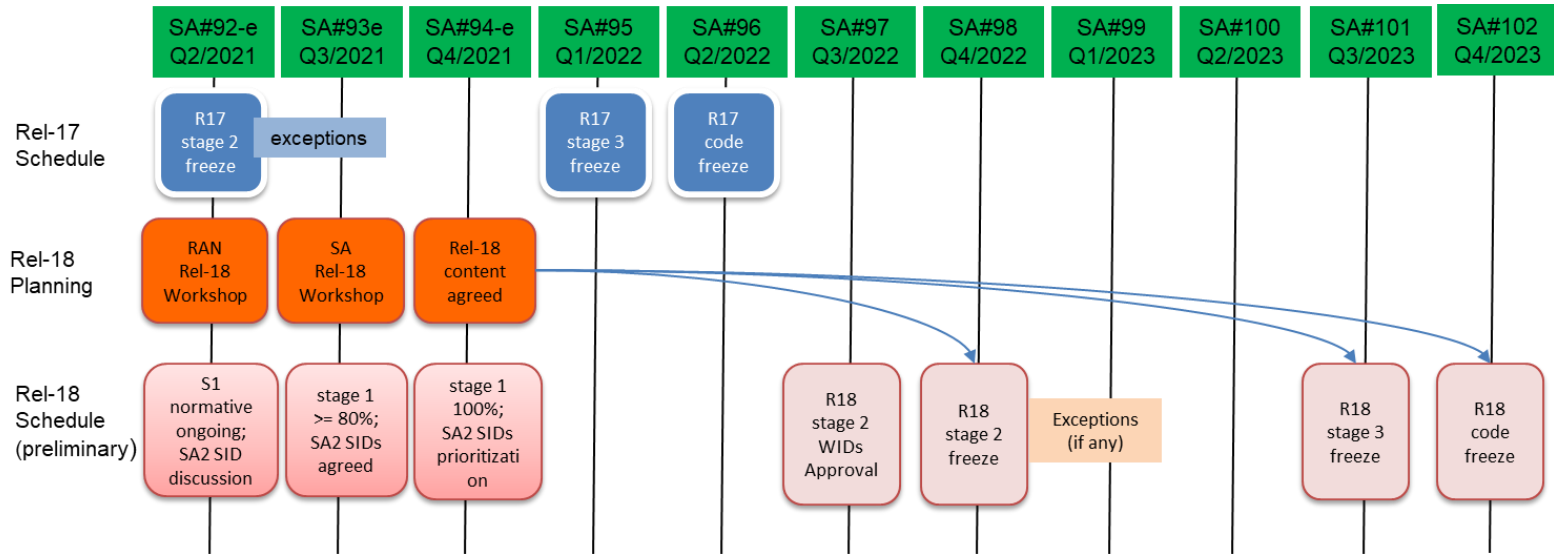 SA#92-e
Q2/2021
SA#93e
Q3/2021
SA#94-e
Q4/2021
SA#95
Q1/2022
SA#96
Q2/2022
SA#97
Q3/2022
SA#98
Q4/2022
SA#99
Q1/2023
SA#100
Q2/2023
SA#101
Q3/2023
SA#102
Q4/2023
Rel-17
Schedule
R17
stage 2
freeze
exceptions
R17
stage 3
freeze
R17
code
freeze
Rel-18
Planning
RAN
Rel-18
Workshop
SA
Rel-18
Workshop
Rel-18
content
agreed
Rel-18
Schedule
(preliminary)
S1
normative
ongoing;
SA2 SID
discussion
stage 1
>= 80%;
SA2 SIDs
agreed
stage 1
100%;
SA2 SIDs
prioritizati
on
R18
stage 2
WIDs
Approval
R18
stage 2
freeze
Exceptions
(if any)
R18
stage 3
freeze
R18
code
freeze